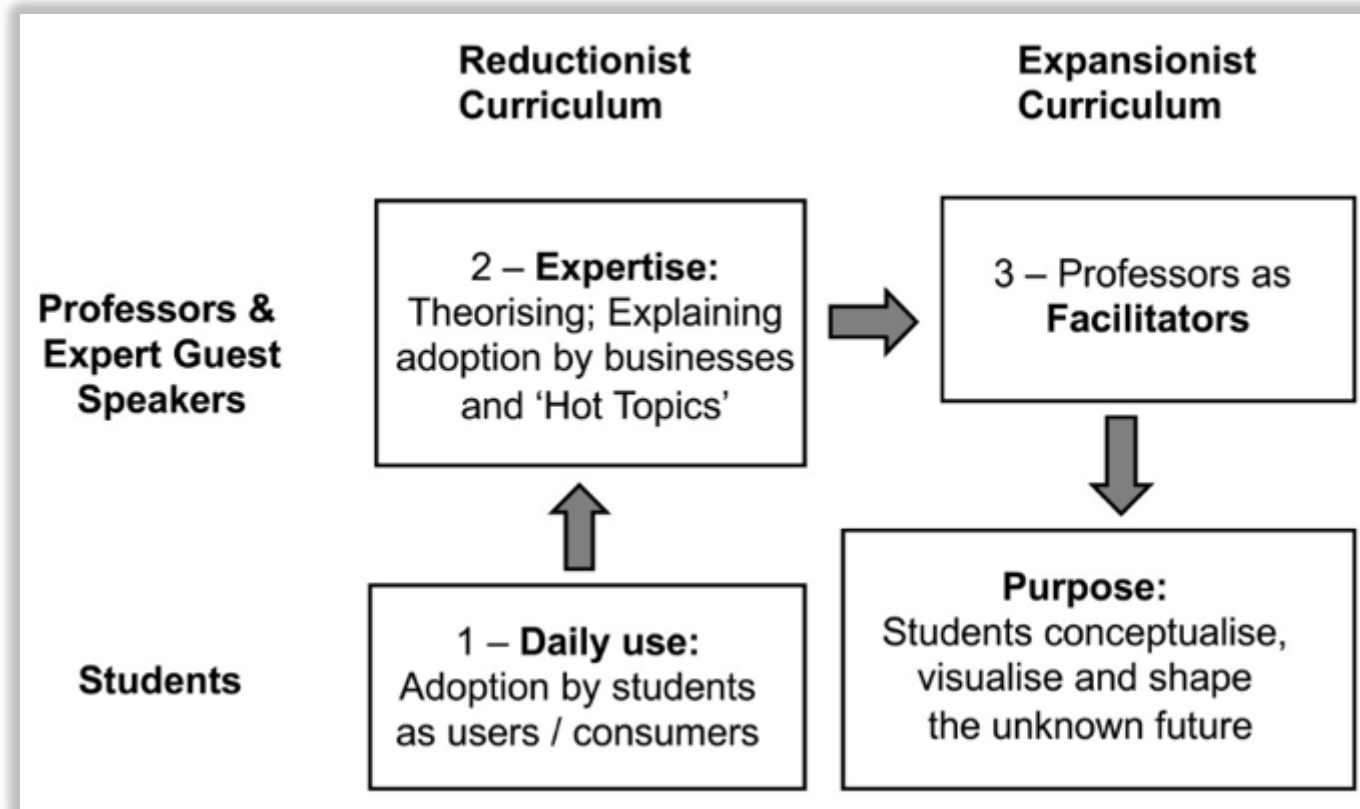 Reductionist
Curriculum
Expansionist
Curriculum
Professors &
Expert Guest
Speakers
2 – Expertise:
Theorising; Explaining
adoption by businesses
and ‘Hot Topics’
3 – Professors as
Facilitators
Students
1 – Daily use:
Adoption by students
as users / consumers
Purpose:
Students conceptualise,
visualise and shape
the unknown future